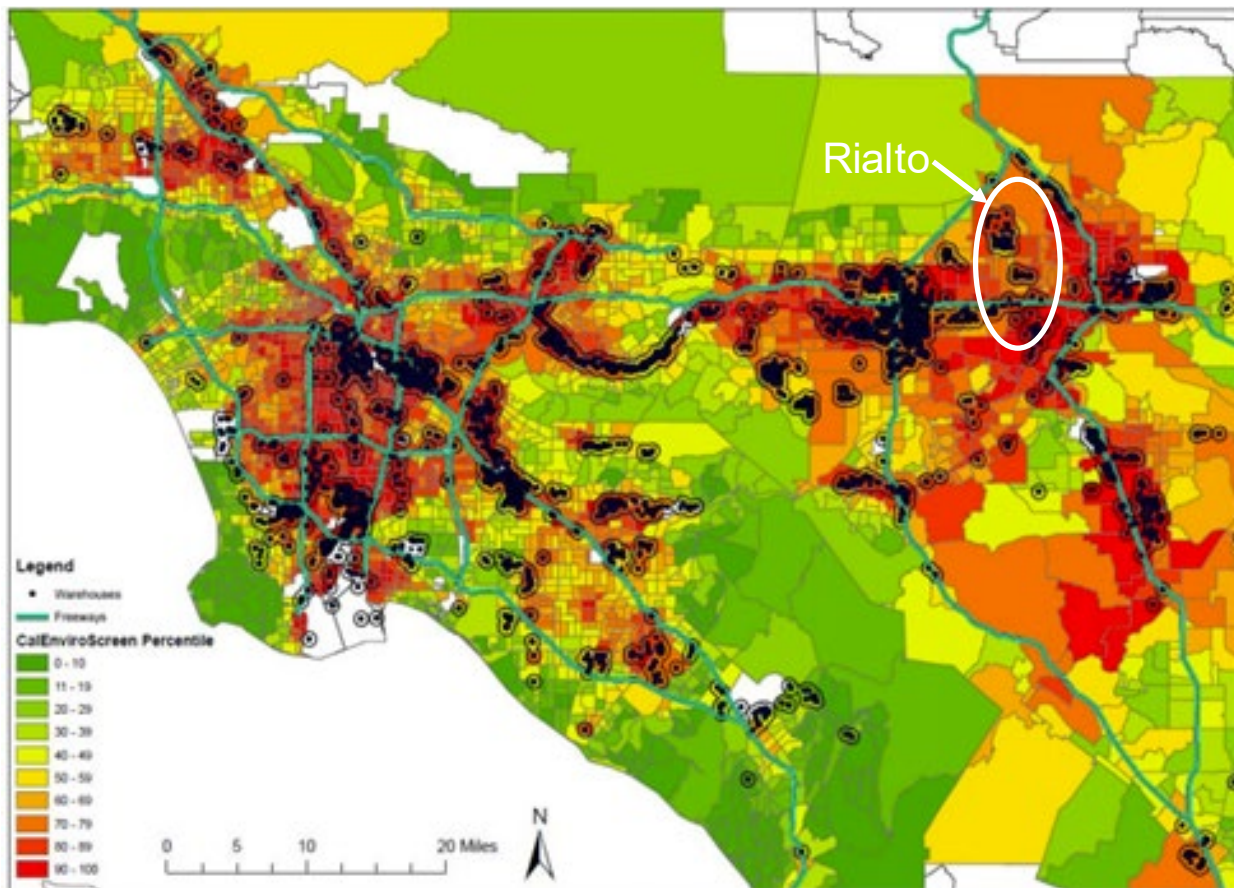 Rialto
Legend
Warehouses
Freeways
CalEnviroScreen Percentile
0 - 10
11 - 19
20 - 29
30 - 39
40 - 49
50 - 59
60 - 69
70 - 79
80 - 89
90 - 100
N
0 5 10 20 Miles